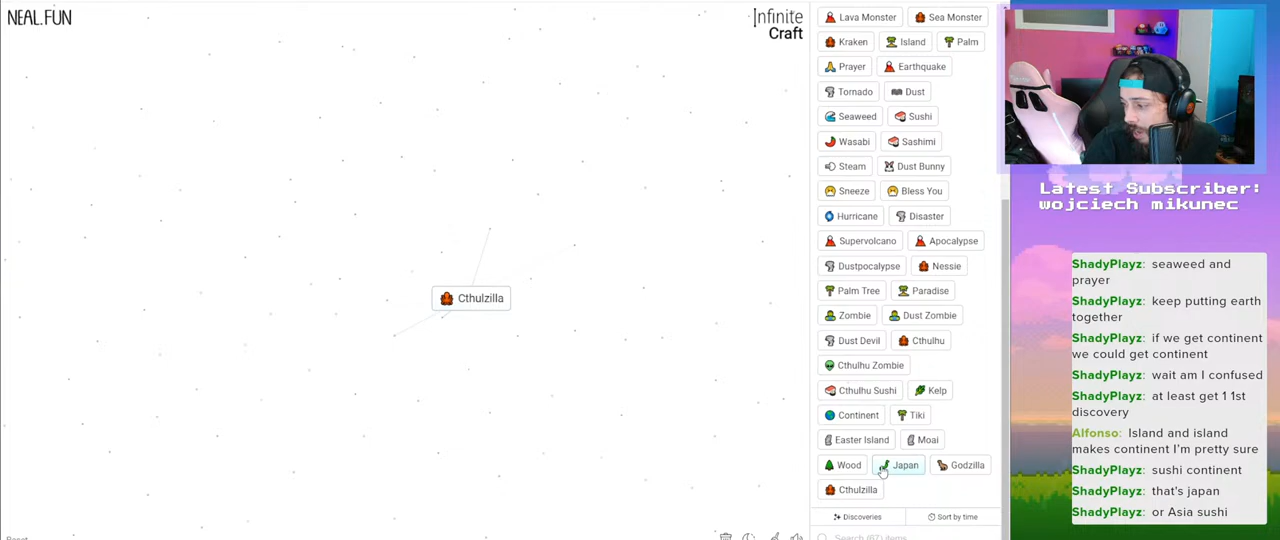 NEAL.FUN
Infinite
Craft
Lava Monster Sea Monster
Kraken Island Palm
Prayer Earthquake
Tornado Dust
Seaweed Sushi
Wasabi Sashimi
Steam Dust Bunny
Sneeze Bless You
Hurricane Disaster
Supervolcano Apocalypse
Dustpocalypse Nessie
Palm Tree Paradise
Zombie Dust Zombie
Dust Devil Cthulhu
Cthulhu Zombie
Cthulhu Sushi Kelp
Continent Tiki
Easter Island Moai
Wood Japan Godzilla
Cthulzilla
Discoveries Sort by time
Search (67) items
Cthulzilla
Reset
Latest Subscriber:
wojciech mikunec
ShadyPlayz: seaweed and
prayer
ShadyPlayz: keep putting earth
together
ShadyPlayz: if we get continent
we could get continent
ShadyPlayz: wait am I confused
ShadyPlayz: at least get 1 1st
discovery
Alfonso: Island and island
makes continent I'm pretty sure
ShadyPlayz: sushi continent
ShadyPlayz: that's japan
ShadyPlayz: or Asia sushi